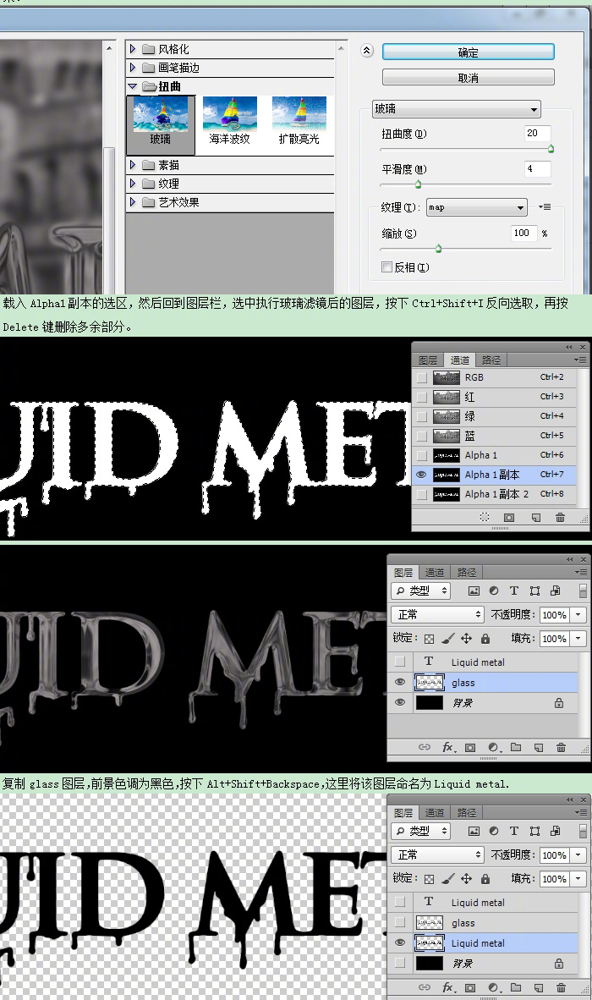 风格化
画笔描边
扭曲
玻璃
海洋波纹
扩散亮光
素描
纹理
艺术效果
确定
取消
玻璃
扭曲度(D) 20
平滑度(M) 4
纹理(T): map
缩放(S) 100 %
反相(I)
载入 Alpha1 副本的选区，然后回到图层栏，选中执行玻璃滤镜后的图层，按下 Ctrl+Shift+I 反向选取，再按
Delete 键删除多余部分。
UID MET
图层 通道 路径
RGB Ctrl+2
红 Ctrl+3
绿 Ctrl+4
蓝 Ctrl+5
Alpha 1 Ctrl+6
Alpha 1 副本 Ctrl+7
Alpha 1 副本 2 Ctrl+8
UID MET
图层 通道 路径
类型
正常 不透明度: 100%
锁定: 填充: 100%
T Liquid metal
glass
背景
fx
复制 glass 图层,前景色调为黑色,按下 Alt+Shift+Backspace,这里将该图层命名为 Liquid metal.
UID MET
图层 通道 路径
类型
正常 不透明度: 100%
锁定: 填充: 100%
T Liquid metal
glass
Liquid metal
背景
fx